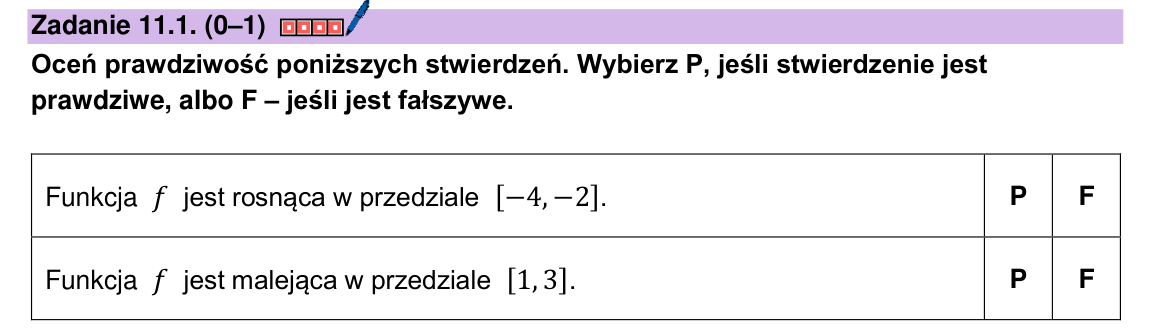 Zadanie 11.1. (0–1)
Oceń prawdziwość poniższych stwierdzeń. Wybierz P, jeśli stwierdzenie jest
prawdziwe, albo F – jeśli jest fałszywe.
Funkcja f jest rosnąca w przedziale [−4, −2]. P F
Funkcja f jest malejąca w przedziale [1, 3]. P F